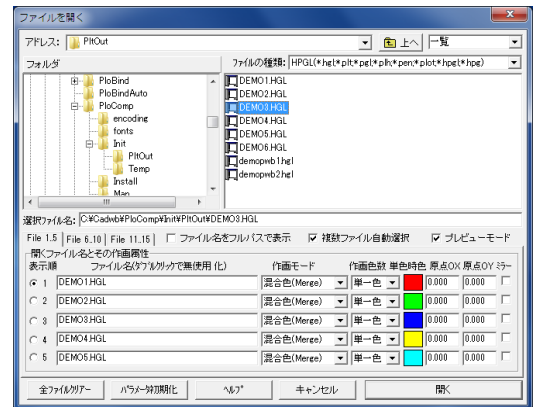 ファイルを開く
アドレス: PltOut 上へ 一覧
フォルダ ファイルの種類: HPGL(*.hgl;*.plt;*.pgl;*.plh;*.pen;*.plot;*.hpgl;*.hpg)
PloBind
PloBindAuto
PloComp
encoding
fonts
Init
PltOut
Temp
Install
Man
DEMO1.HGL
DEMO2.HGL
DEMO3.HGL
DEMO4.HGL
DEMO5.HGL
DEMO6.HGL
demopwb1.hgl
demopwb2.hgl
選択ファイル名: C:¥Cadwb¥PloComp¥Init¥PltOut¥DEMO3.HGL
File 1..5 File 6..10 File 11..15 ファイル名をフルパスで表示 複数ファイル自動選択 プレビューモード
開くファイル名とその作画属性
表示順 ファイル名(ダブルクリックで無使用化) 作画モード 作画色数 単色時色 原点OX 原点OY ミラー
1 DEMO1.HGL 混合色(Merge) 単一色 0.000 0.000
2 DEMO2.HGL 混合色(Merge) 単一色 0.000 0.000
3 DEMO3.HGL 混合色(Merge) 単一色 0.000 0.000
4 DEMO4.HGL 混合色(Merge) 単一色 0.000 0.000
5 DEMO5.HGL 混合色(Merge) 単一色 0.000 0.000
全ファイルクリアー パラメータ初期化 ヘルプ キャンセル 開く